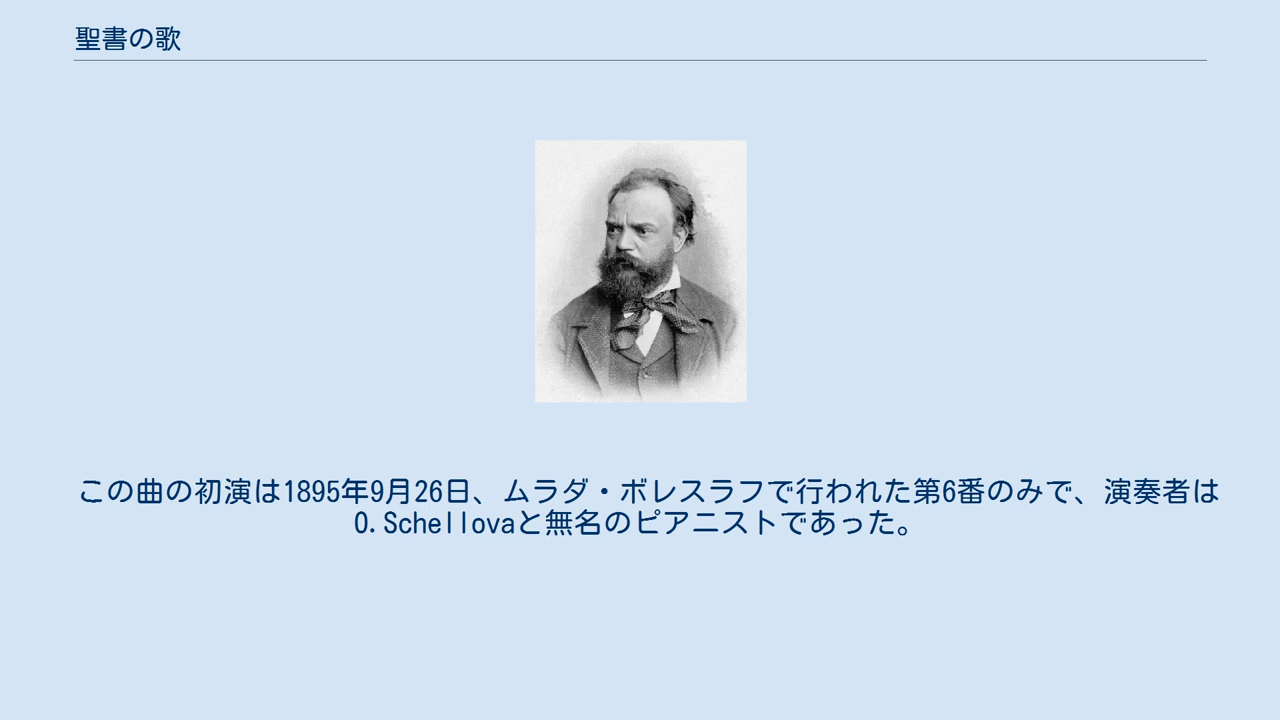 聖書の歌
この曲の初演は1895年9月26日、ムラダ・ボレスラフで行われた第6番のみで、演奏者は
O.Schellovaと無名のピアニストであった。